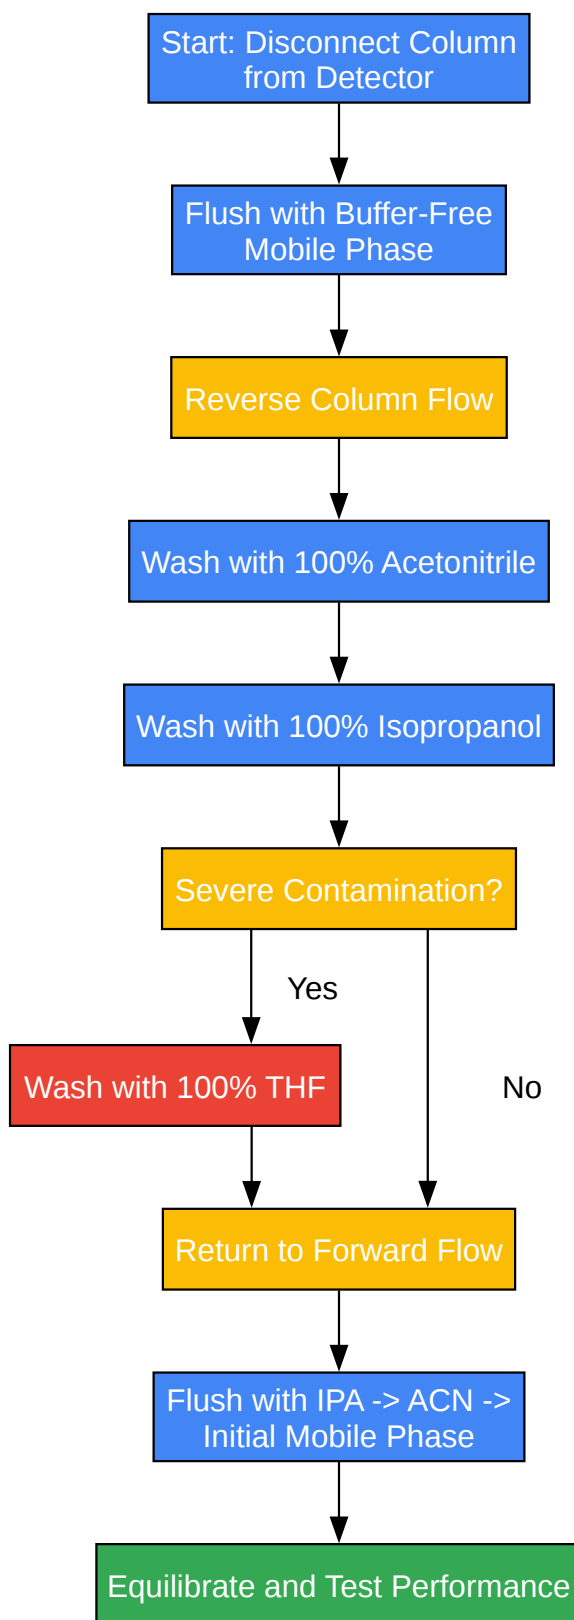 Start: Disconnect Column
from Detector
Flush with Buffer-Free
Mobile Phase
Reverse Column Flow
Wash with 100% Acetonitrile
Wash with 100% Isopropanol
Severe Contamination?
Yes
Wash with 100% THF
No
Return to Forward Flow
Flush with IPA -> ACN ->
Initial Mobile Phase
Equilibrate and Test Performance